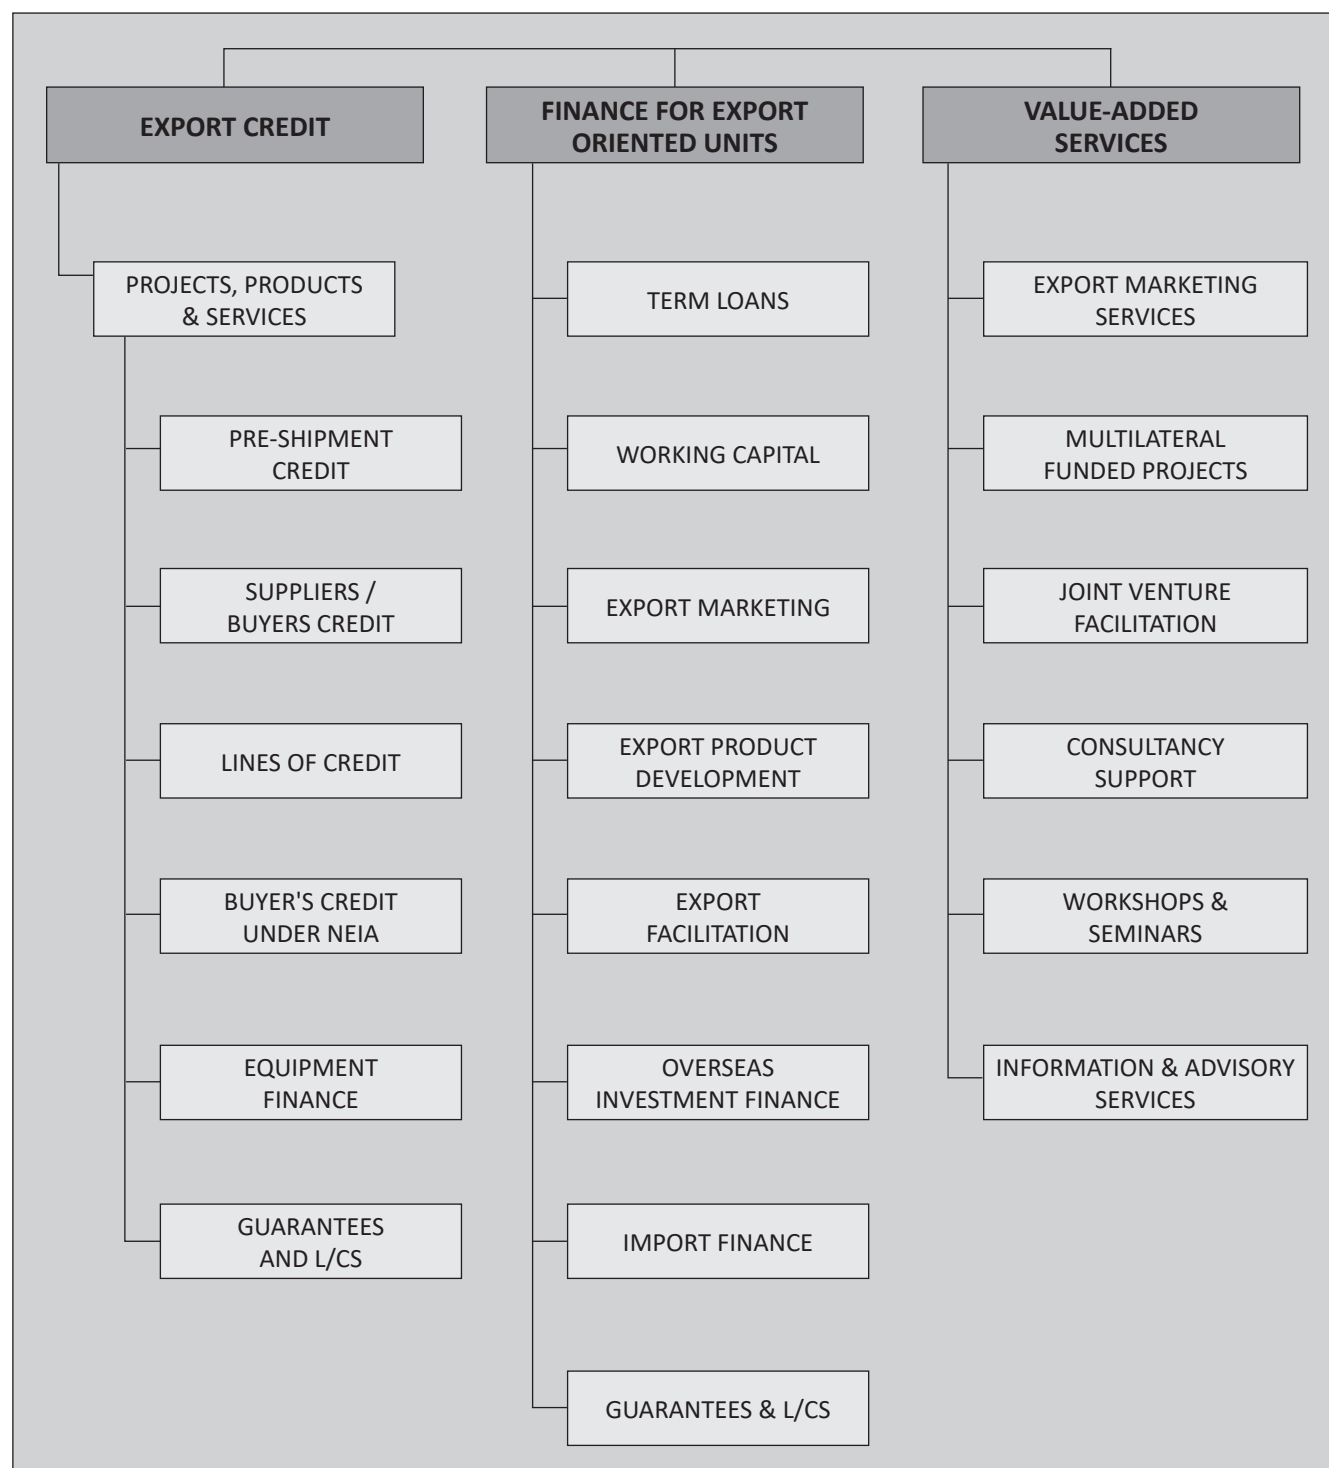 EXPORT CREDIT
PROJECTS, PRODUCTS
& SERVICES
PRE-SHIPMENT
CREDIT
SUPPLIERS /
BUYERS CREDIT
LINES OF CREDIT
BUYER'S CREDIT
UNDER NEIA
EQUIPMENT
FINANCE
GUARANTEES
AND L/CS
FINANCE FOR EXPORT
ORIENTED UNITS
TERM LOANS
WORKING CAPITAL
EXPORT MARKETING
EXPORT PRODUCT
DEVELOPMENT
EXPORT
FACILITATION
OVERSEAS
INVESTMENT FINANCE
IMPORT FINANCE
GUARANTEES & L/CS
VALUE-ADDED
SERVICES
EXPORT MARKETING
SERVICES
MULTILATERAL
FUNDED PROJECTS
JOINT VENTURE
FACILITATION
CONSULTANCY
SUPPORT
WORKSHOPS &
SEMINARS
INFORMATION & ADVISORY
SERVICES